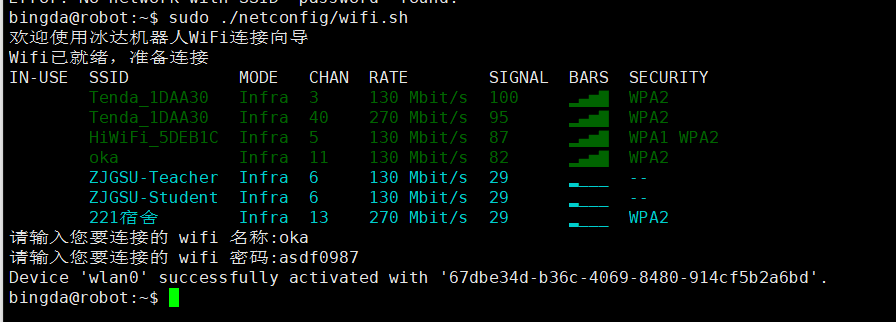 Error: No network with SSID 'password' found.
bingda@robot:~$ sudo ./netconfig/wifi.sh
欢迎使用冰达机器人WiFi连接向导
Wifi已就绪，准备连接
IN-USE  SSID           MODE   CHAN  RATE        SIGNAL  BARS  SECURITY
        Tenda_1DAA30   Infra  3     130 Mbit/s  100     ▂▄▆█  WPA2
        Tenda_1DAA30   Infra  40    270 Mbit/s  95      ▂▄▆█  WPA2
        HiWiFi_5DEB1C  Infra  5     130 Mbit/s  87      ▂▄▆█  WPA1 WPA2
        oka            Infra  11    130 Mbit/s  82      ▂▄▆█  WPA2
        ZJGSU-Teacher  Infra  6     130 Mbit/s  29      ▂___  --
        ZJGSU-Student  Infra  6     130 Mbit/s  29      ▂___  --
        221宿舍        Infra  13    270 Mbit/s  29      ▂___  WPA2
请输入您要连接的 wifi 名称:oka
请输入您要连接的 wifi 密码:asdf0987
Device 'wlan0' successfully activated with '67dbe34d-b36c-4069-8480-914cf5b2a6bd'.
bingda@robot:~$